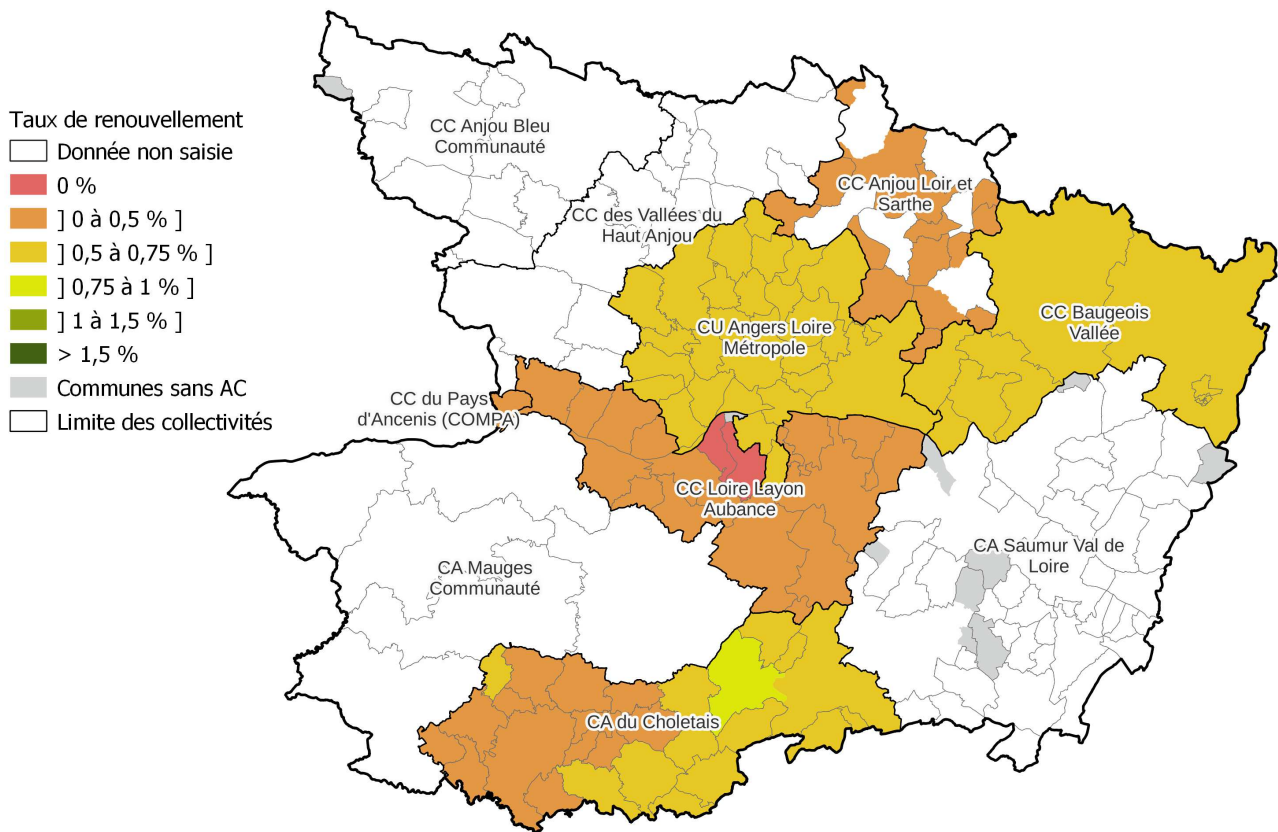 Taux de renouvellement
Donnée non saisie
0 %
] 0 à 0,5 % ]
] 0,5 à 0,75 % ]
] 0,75 à 1 % ]
] 1 à 1,5 % ]
> 1,5 %
Communes sans AC
Limite des collectivités
CC Anjou Bleu
Communauté
CC des Vallées du
Haut Anjou
CC Anjou Loir et
Sarthe
CU Angers Loire
Métropole
CC Baugeois
Vallée
CC du Pays
d'Ancenis (COMPA)
CC Loire Layon
Aubance
CA Mauges
Communauté
CA Saumur Val de
Loire
CA du Choletais